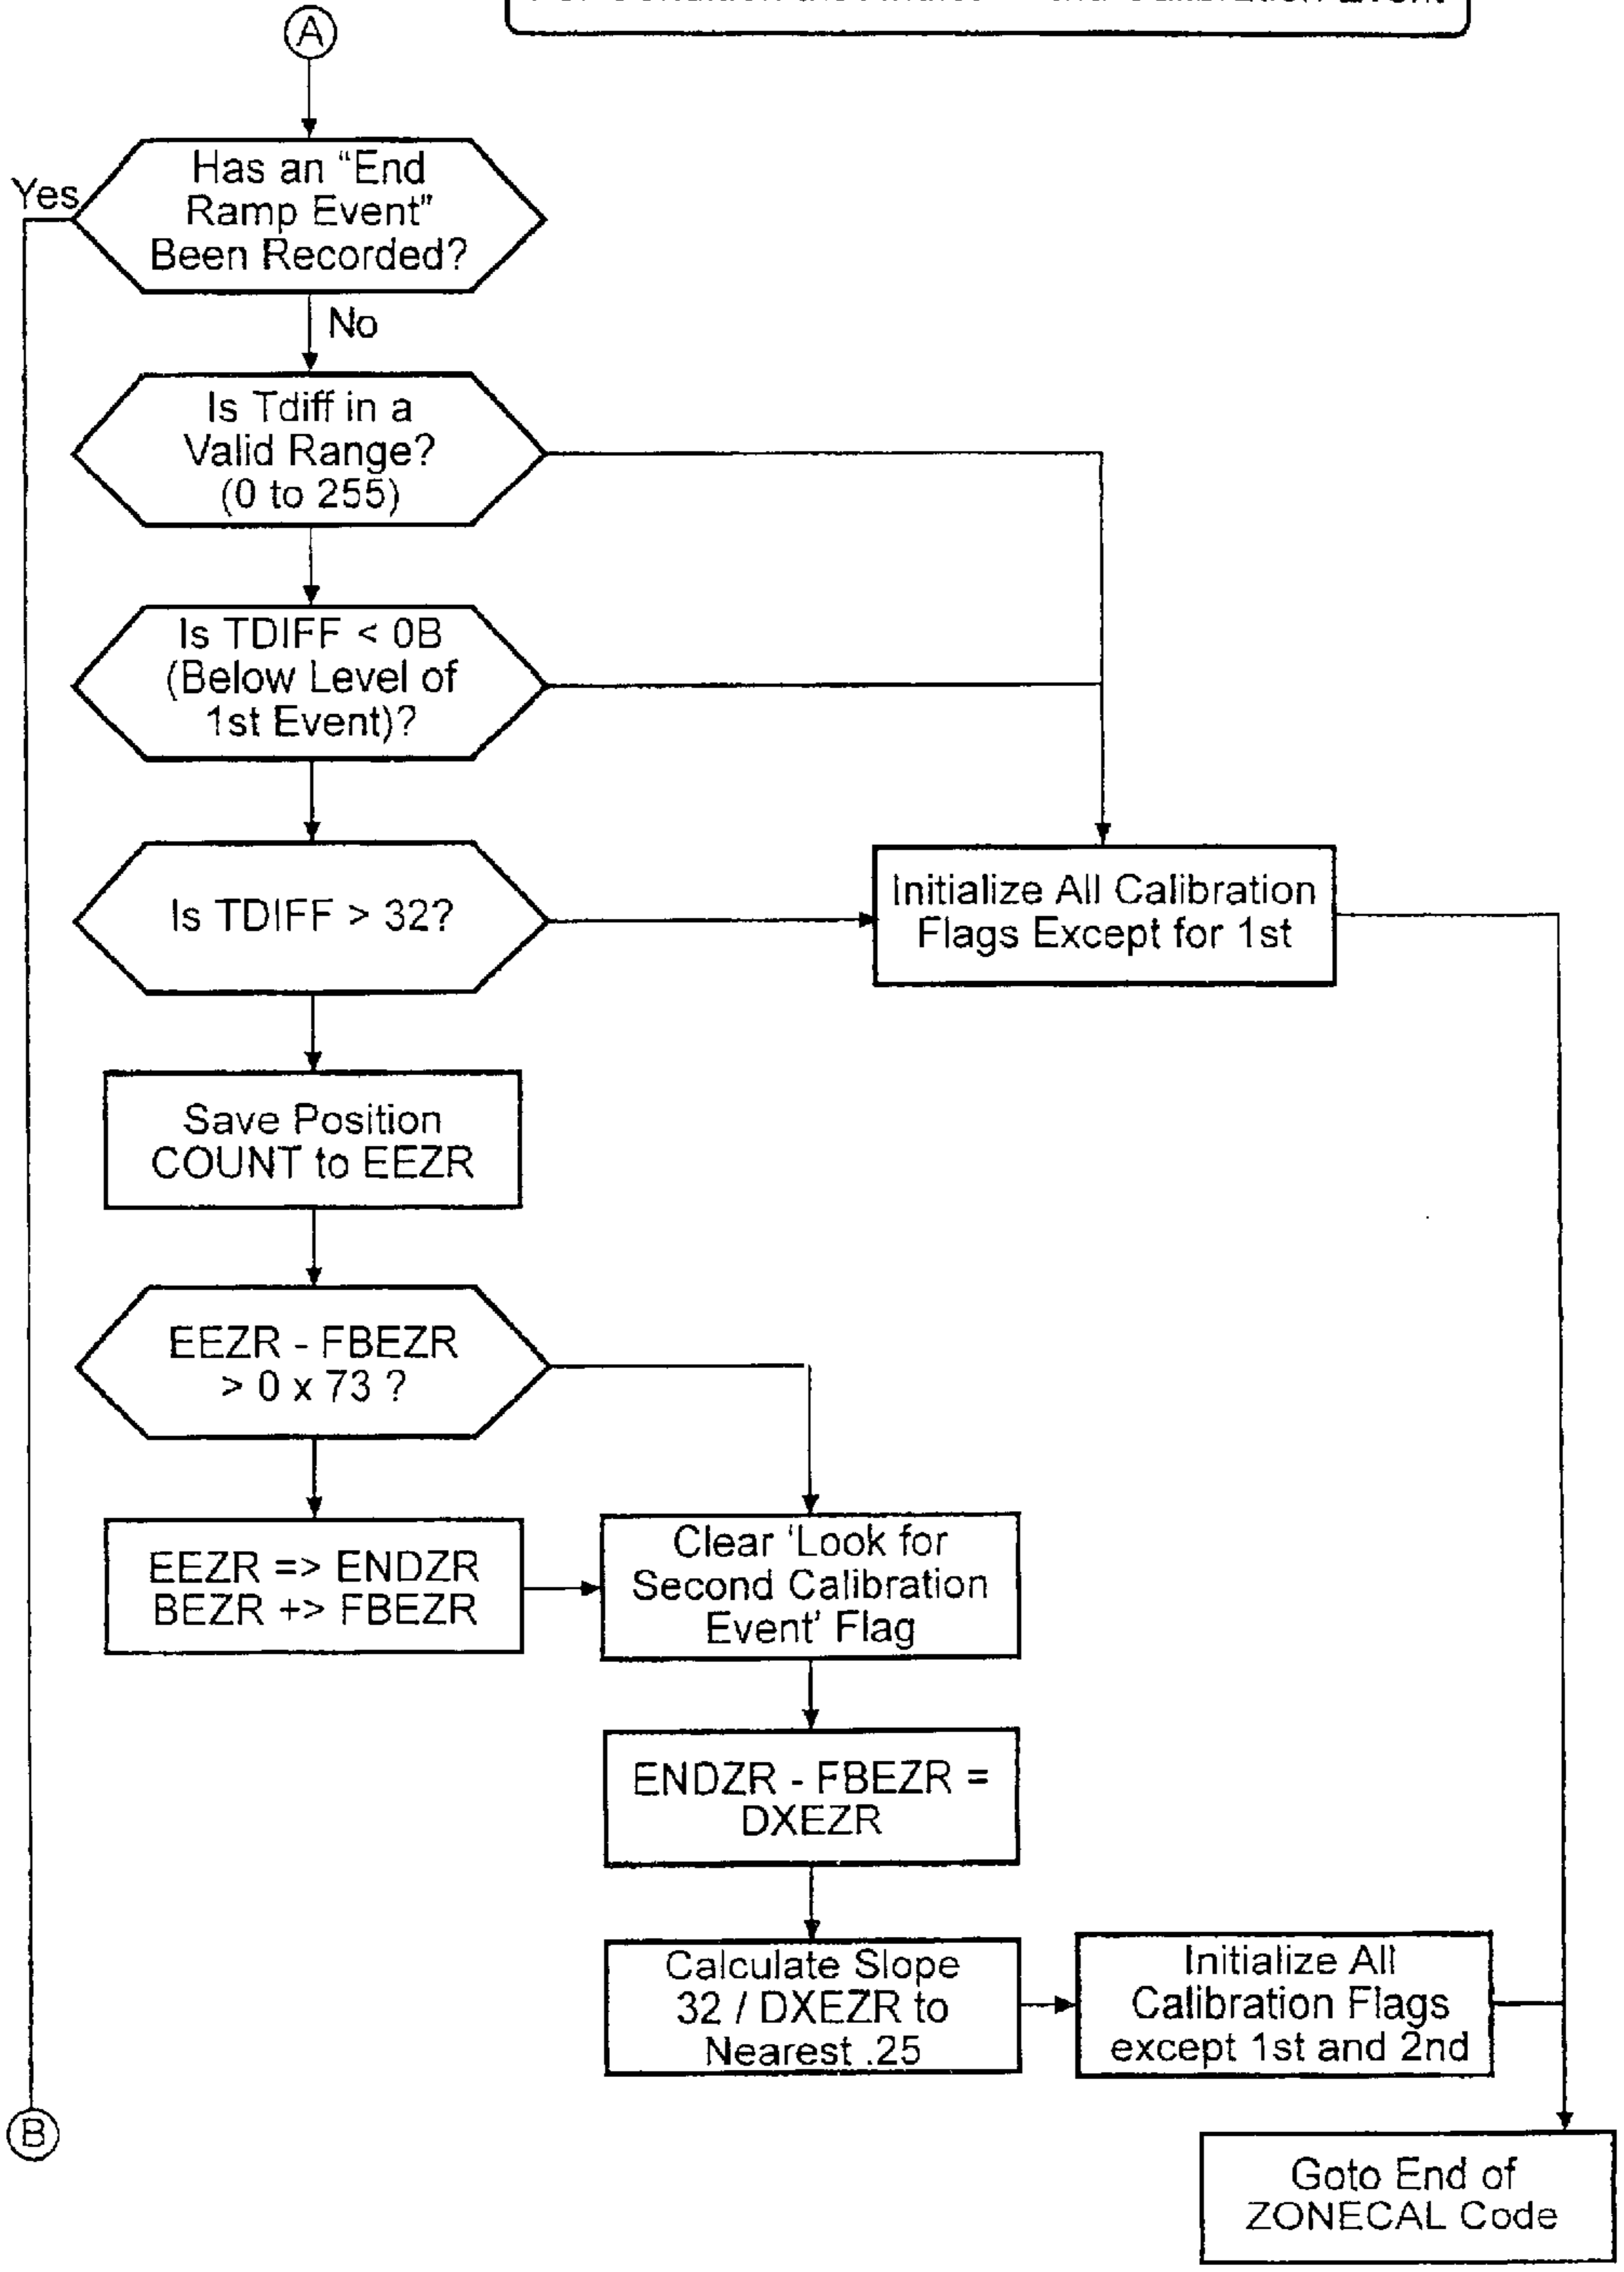 A
Has an “End
Ramp Event”
Been Recorded?
Yes
No
Is Tdiff in a
Valid Range?
(0 to 255)
Is TDIFF < 0B
(Below Level of
1st Event)?
Is TDIFF > 32?
Initialize All Calibration
Flags Except for 1st
Save Position
COUNT to EEZR
EEZR - FBEZR
> 0 x 73 ?
EEZR => ENDZR
BEZR +> FBEZR
Clear ‘Look for
Second Calibration
Event’ Flag
ENDZR - FBEZR =
DXEZR
Calculate Slope
32 / DXEZR to
Nearest .25
Initialize All
Calibration Flags
except 1st and 2nd
B
Goto End of
ZONECAL Code